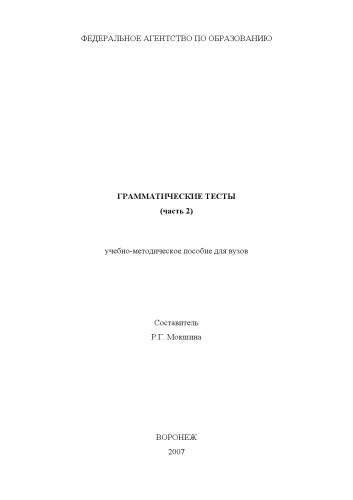 ФЕДЕРАЛЬНОЕ АГЕНТСТВО ПО ОБРАЗОВАНИЮ
ГРАММАТИЧЕСКИЕ ТЕСТЫ
(часть 2)
учебно-методическое пособие для вузов
Составитель
Р.Г. Мокшина
ВОРОНЕЖ
2007